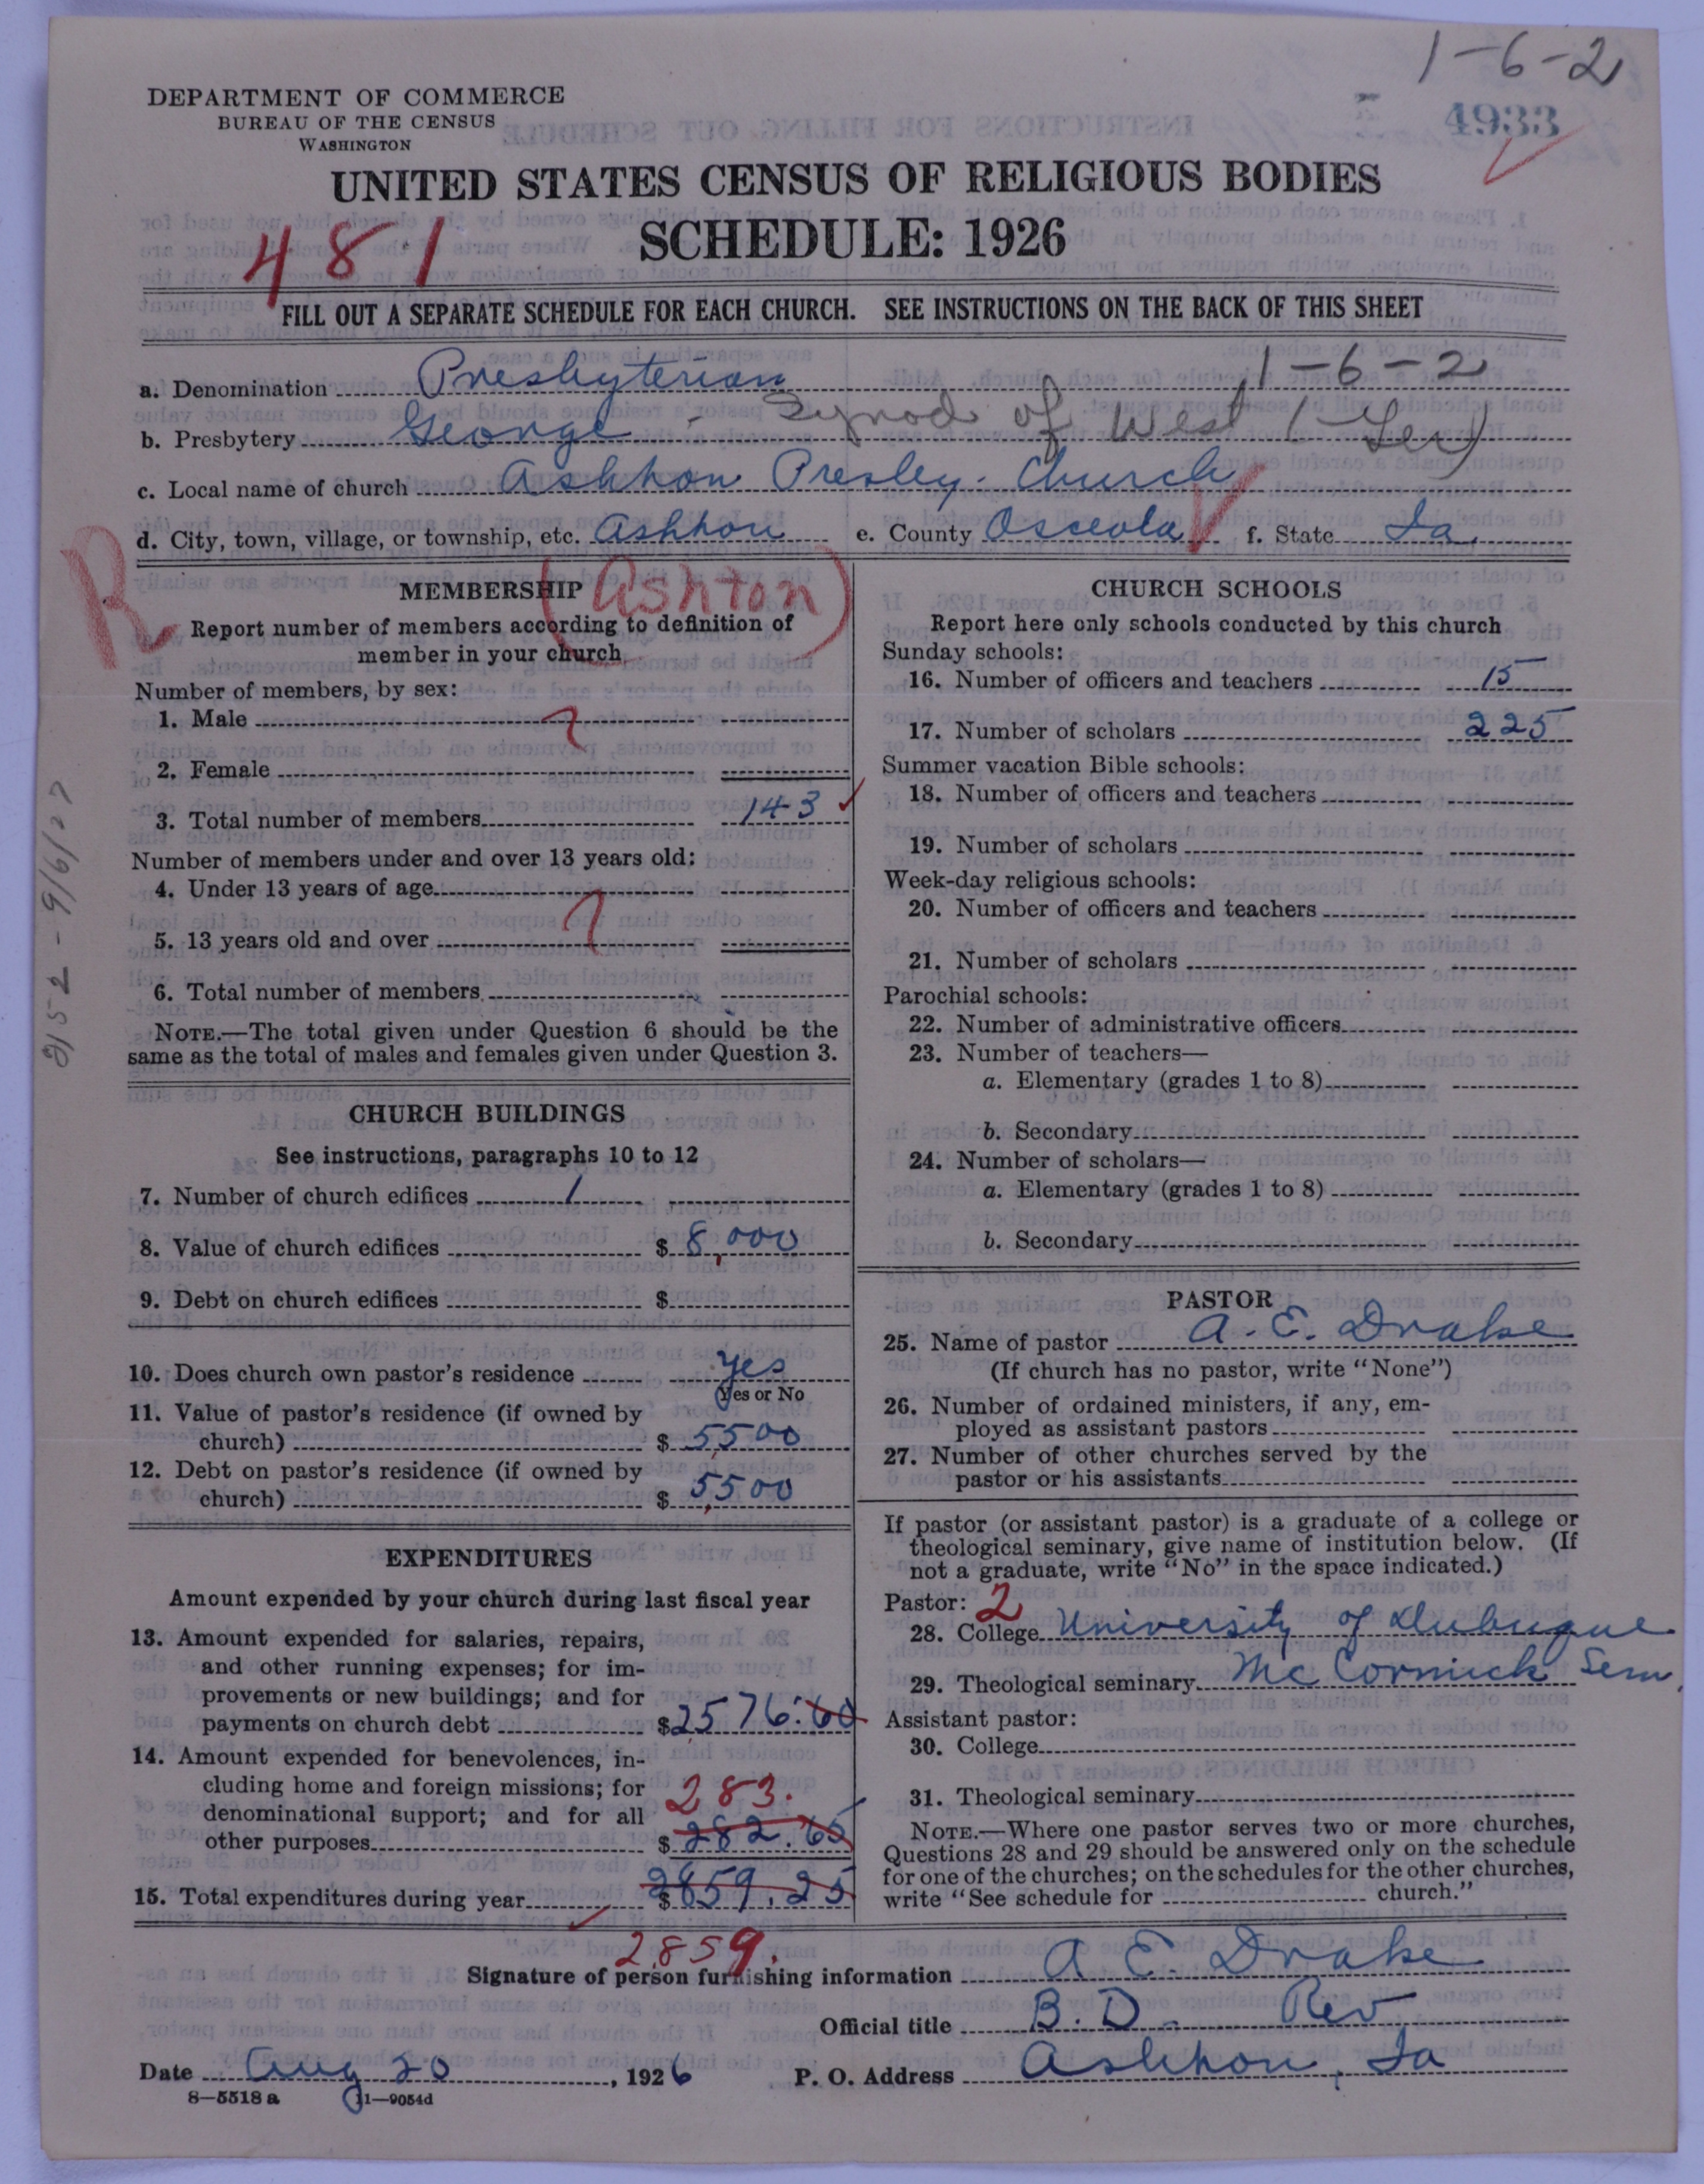 1-6-2
DEPARTMENT OF COMMERCE
BUREAU OF THE CENSUS
WASHINGTON
4933
UNITED STATES CENSUS OF RELIGIOUS BODIES
SCHEDULE: 1926
481
FILL OUT A SEPARATE SCHEDULE FOR EACH CHURCH. SEE INSTRUCTIONS ON THE BACK OF THIS SHEET
a. Denomination Presbyterian 1-6-2
b. Presbytery George - Synod of West (Ger)
c. Local name of church Ashton Presby. Church
d. City, town, village, or township, etc. Ashton e. County Osceola f. State Ia.
R
(Ashton)
MEMBERSHIP
Report number of members according to definition of
member in your church
Number of members, by sex:
1. Male ?
2. Female
3. Total number of members 143
Number of members under and over 13 years old:
4. Under 13 years of age ?
5. 13 years old and over
6. Total number of members
NOTE.—The total given under Question 6 should be the
same as the total of males and females given under Question 3.
CHURCH BUILDINGS
See instructions, paragraphs 10 to 12
7. Number of church edifices 1
8. Value of church edifices $ 8,000
9. Debt on church edifices $
10. Does church own pastor's residence Yes
(Yes or No
11. Value of pastor's residence (if owned by
church) $ 5500
12. Debt on pastor's residence (if owned by
church) $ 5,500
EXPENDITURES
Amount expended by your church during last fiscal year
13. Amount expended for salaries, repairs,
and other running expenses; for im-
provements or new buildings; and for
payments on church debt $2576.60
14. Amount expended for benevolences, in-
cluding home and foreign missions; for
denominational support; and for all
283.
other purposes $ 282.65
15. Total expenditures during year $ 2859.25
2859.
CHURCH SCHOOLS
Report here only schools conducted by this church
Sunday schools:
16. Number of officers and teachers 15
17. Number of scholars 225
Summer vacation Bible schools:
18. Number of officers and teachers
19. Number of scholars
Week-day religious schools:
20. Number of officers and teachers
21. Number of scholars
Parochial schools:
22. Number of administrative officers
23. Number of teachers—
a. Elementary (grades 1 to 8)
b. Secondary
24. Number of scholars—
a. Elementary (grades 1 to 8)
b. Secondary
PASTOR
25. Name of pastor A. E. Drake
(If church has no pastor, write "None")
26. Number of ordained ministers, if any, em-
ployed as assistant pastors
27. Number of other churches served by the
pastor or his assistants
If pastor (or assistant pastor) is a graduate of a college or
theological seminary, give name of institution below. (If
not a graduate, write "No" in the space indicated.)
Pastor: 2
28. College University of Dubuque
29. Theological seminary Mc Cormick Sem.
Assistant pastor:
30. College
31. Theological seminary
NOTE.—Where one pastor serves two or more churches,
Questions 28 and 29 should be answered only on the schedule
for one of the churches; on the schedules for the other churches,
write "See schedule for church."
Signature of person furnishing information A E. Drake
Official title B. D. Rev
Date Aug 20, 1926 P. O. Address Ashton, Ia
8—5518 a 11—9054d